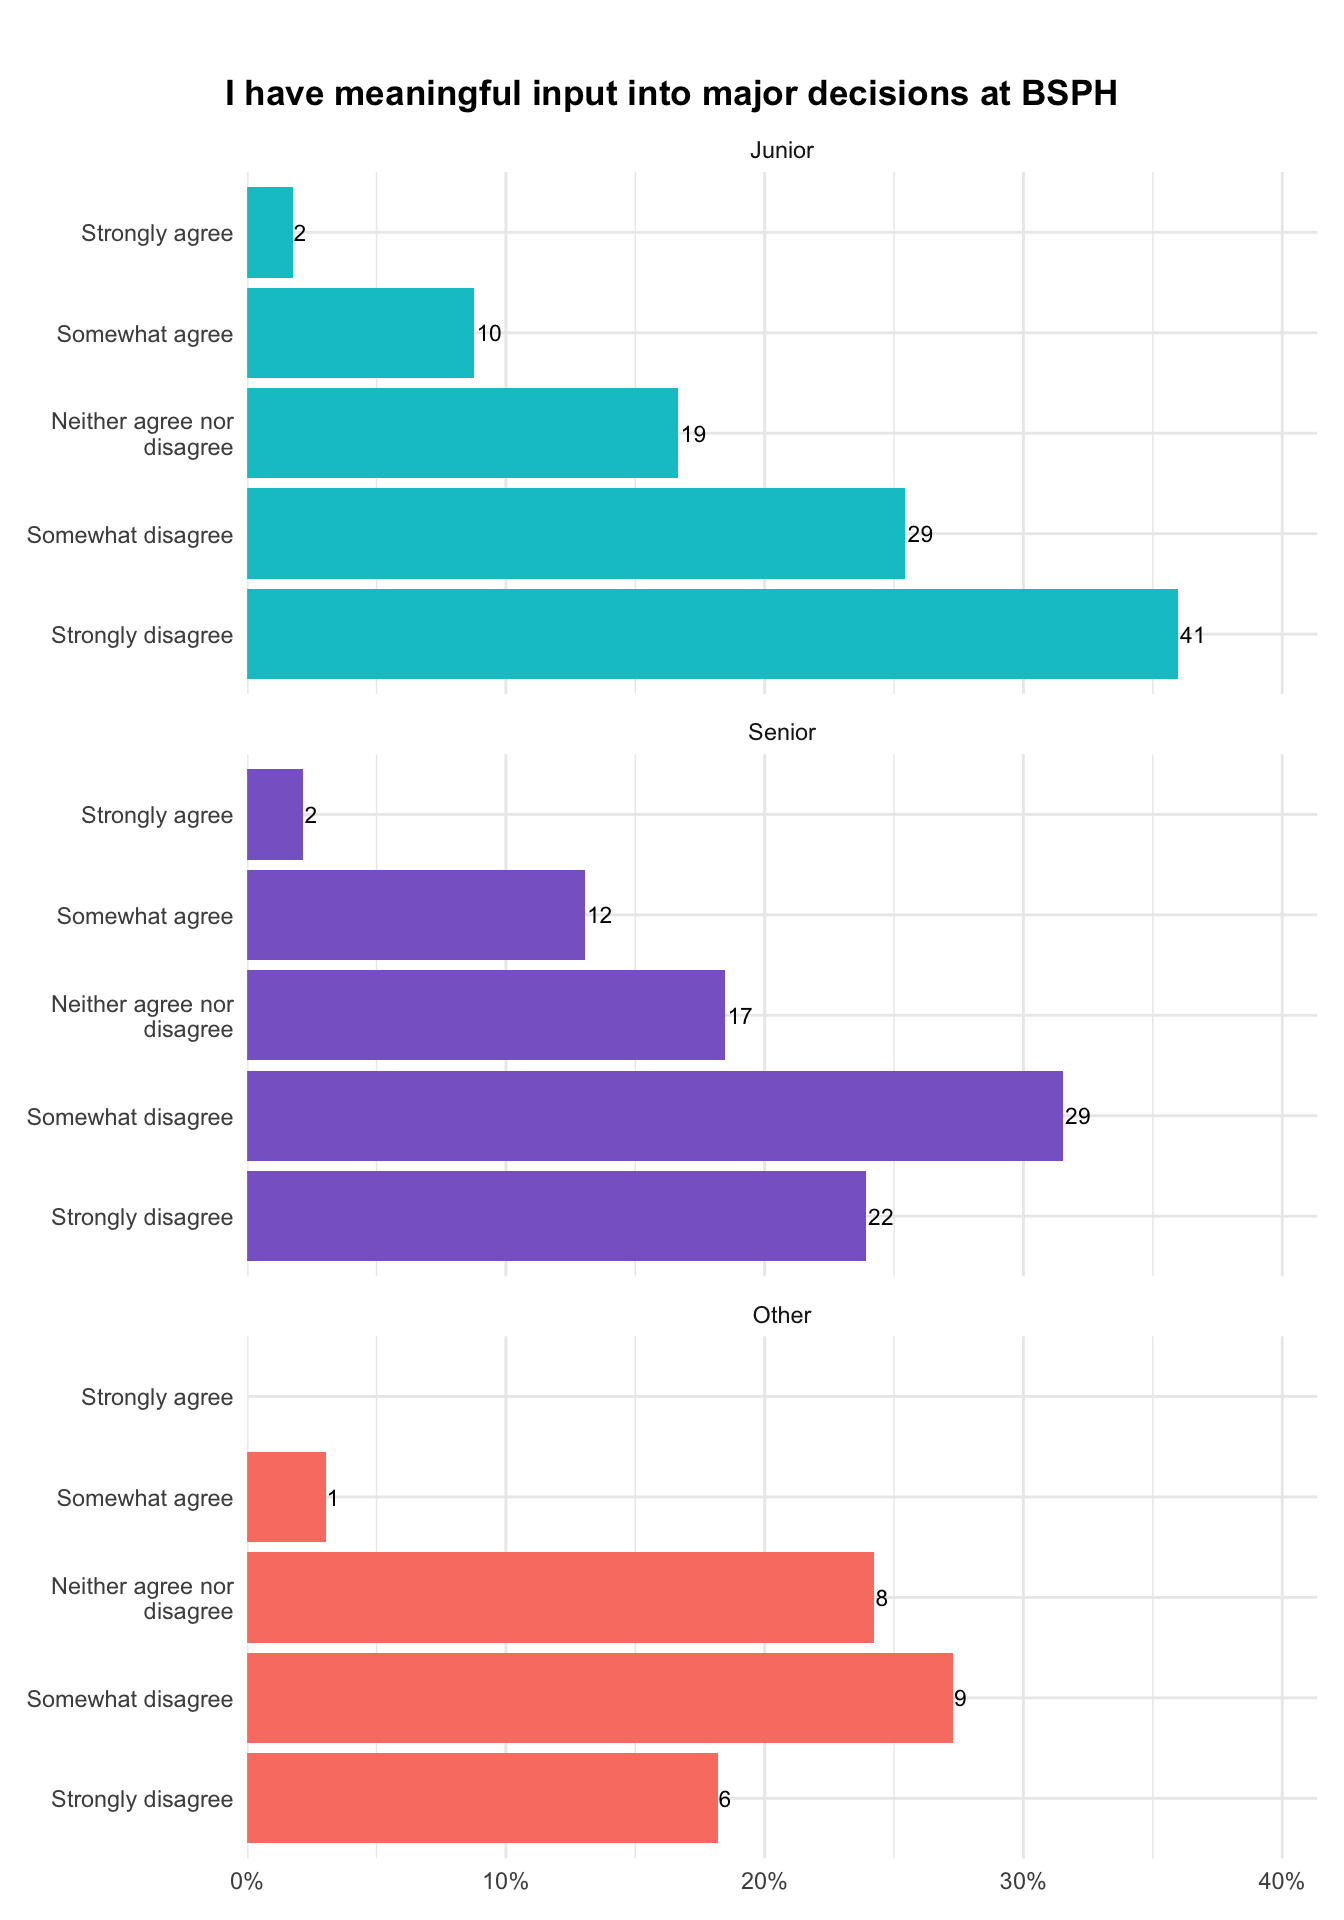 I have meaningful input into major decisions at BSPH
Junior
Strongly agree
2
Somewhat agree
10
Neither agree nor
disagree
19
Somewhat disagree
29
Strongly disagree
41
Senior
Strongly agree
2
Somewhat agree
12
Neither agree nor
disagree
17
Somewhat disagree
29
Strongly disagree
22
Other
Strongly agree
Somewhat agree
1
Neither agree nor
disagree
8
Somewhat disagree
9
Strongly disagree
6
0% 10% 20% 30% 40%